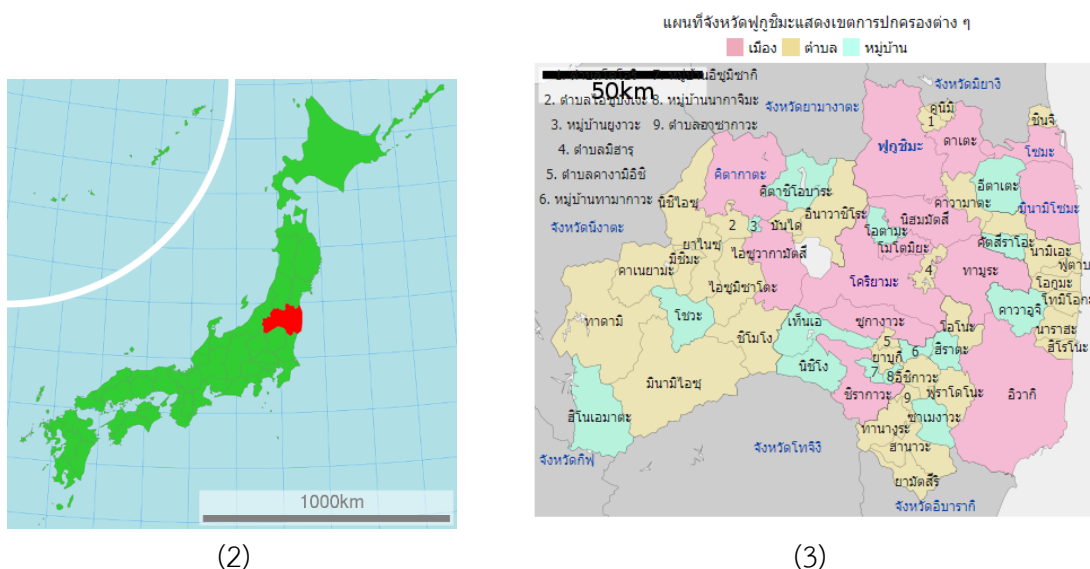 แผนที่จังหวัดฟูกูชิมะแสดงเขตการปกครองต่าง ๆ
เมือง ตำบล หมู่บ้าน
50km
จังหวัดมิยางิ
จังหวัดยามางาตะ
2. ตำบลไอซูบังเงะ 8. หมู่บ้านนากาจิมะ
3. หมู่บ้านยูงาวะ 9. ตำบลอาซากาวะ
4. ตำบลมิฮารุ
5. ตำบลคางามิอิชิ
6. หมู่บ้านทามากาวะ
คูนิมิ
1
ชินจิ
ฟูกูชิมะ
ดาเตะ
โซมะ
คิตากาตะ
คิตาชิโอบาระ
อีตาเตะ
นิชิไอซุ
อินาวาชิโระ
คาวามาตะ
มินามิโซมะ
จังหวัดนีงาตะ
2
3
บันได
นิฮมมัตสึ
โอตามะ
ยาไนซุ
ไอซูวากามัตสึ
โมโตมิยะ
คัตสึราโอะ
นามิเอะ
มิชิมะ
คาเนยามะ
ฟูตาบะ
ไอซูมิซาโตะ
โคริยามะ
4
ทามูระ
โอกูมะ
โทมิโอกะ
ทาดามิ
โชวะ
เท็นเอ
ซูกางาวะ
คาวาอูจิ
โอโนะ
นาราฮะ
ชิโมโง
5
6
ฮิราตะ
ฮิโรโนะ
นิชิโง
ยาบูกิ
7
8
อิชิกาวะ
มินามิไอซุ
ชิรากาวะ
ฟูรูโดโนะ
อิวากิ
9
ซาเมงาวะ
ฮิโนเอมาตะ
ทานางูระ
จังหวัดโทจิงิ
ฮานาวะ
จังหวัดกิฟุ
ยามัตสึริ
จังหวัดอิบารากิ
1000km
(2)
(3)